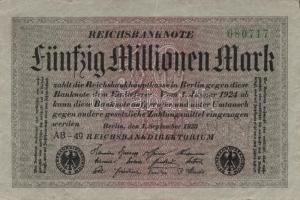 REICHSBANKNOTE
080717
Fünfzig Millionen Mark
zahlt die Reichsbankhauptkasse in Berlin gegen diese
Banknote dem Einlieferer. Vom 1. Januar 1924 ab
kann diese Banknote aufgerufen und unter Umtausch
gegen andere gesetzliche Zahlungsmittel eingezogen
werden
Berlin, den 1. September 1923
AB-49 REICHSBANKDIREKTORIUM